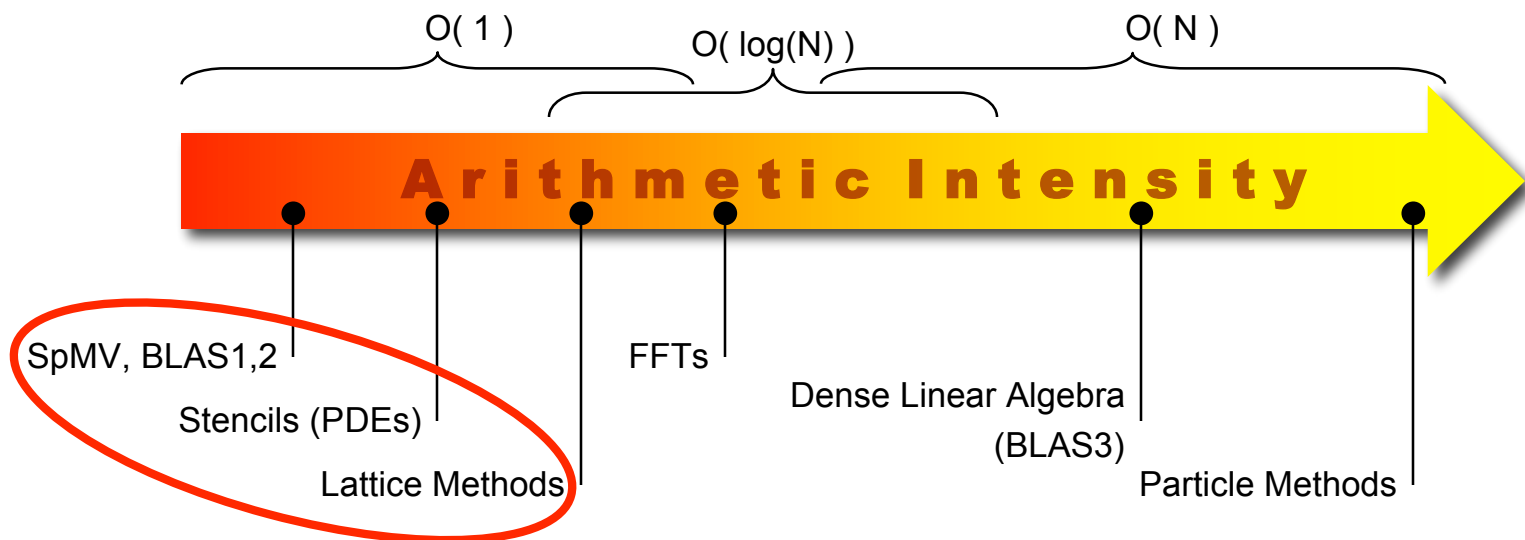 O( 1 )
O( log(N) )
O( N )
Arithmetic Intensity
SpMV, BLAS1,2
FFTs
Stencils (PDEs)
Dense Linear Algebra
(BLAS3)
Lattice Methods
Particle Methods